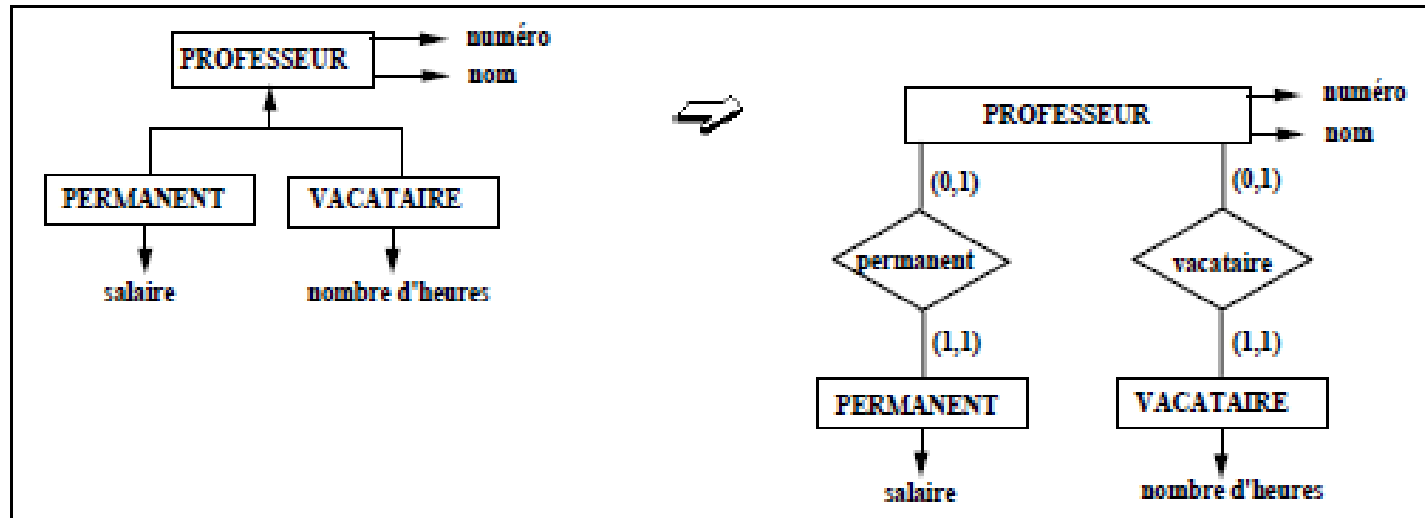 PROFESSEUR
numéro
nom
PERMANENT
VACATAIRE
salaire
nombre d'heures
PROFESSEUR
numéro
nom
(0,1)
(0,1)
permanent
vacataire
(1,1)
(1,1)
PERMANENT
VACATAIRE
salaire
nombre d'heures